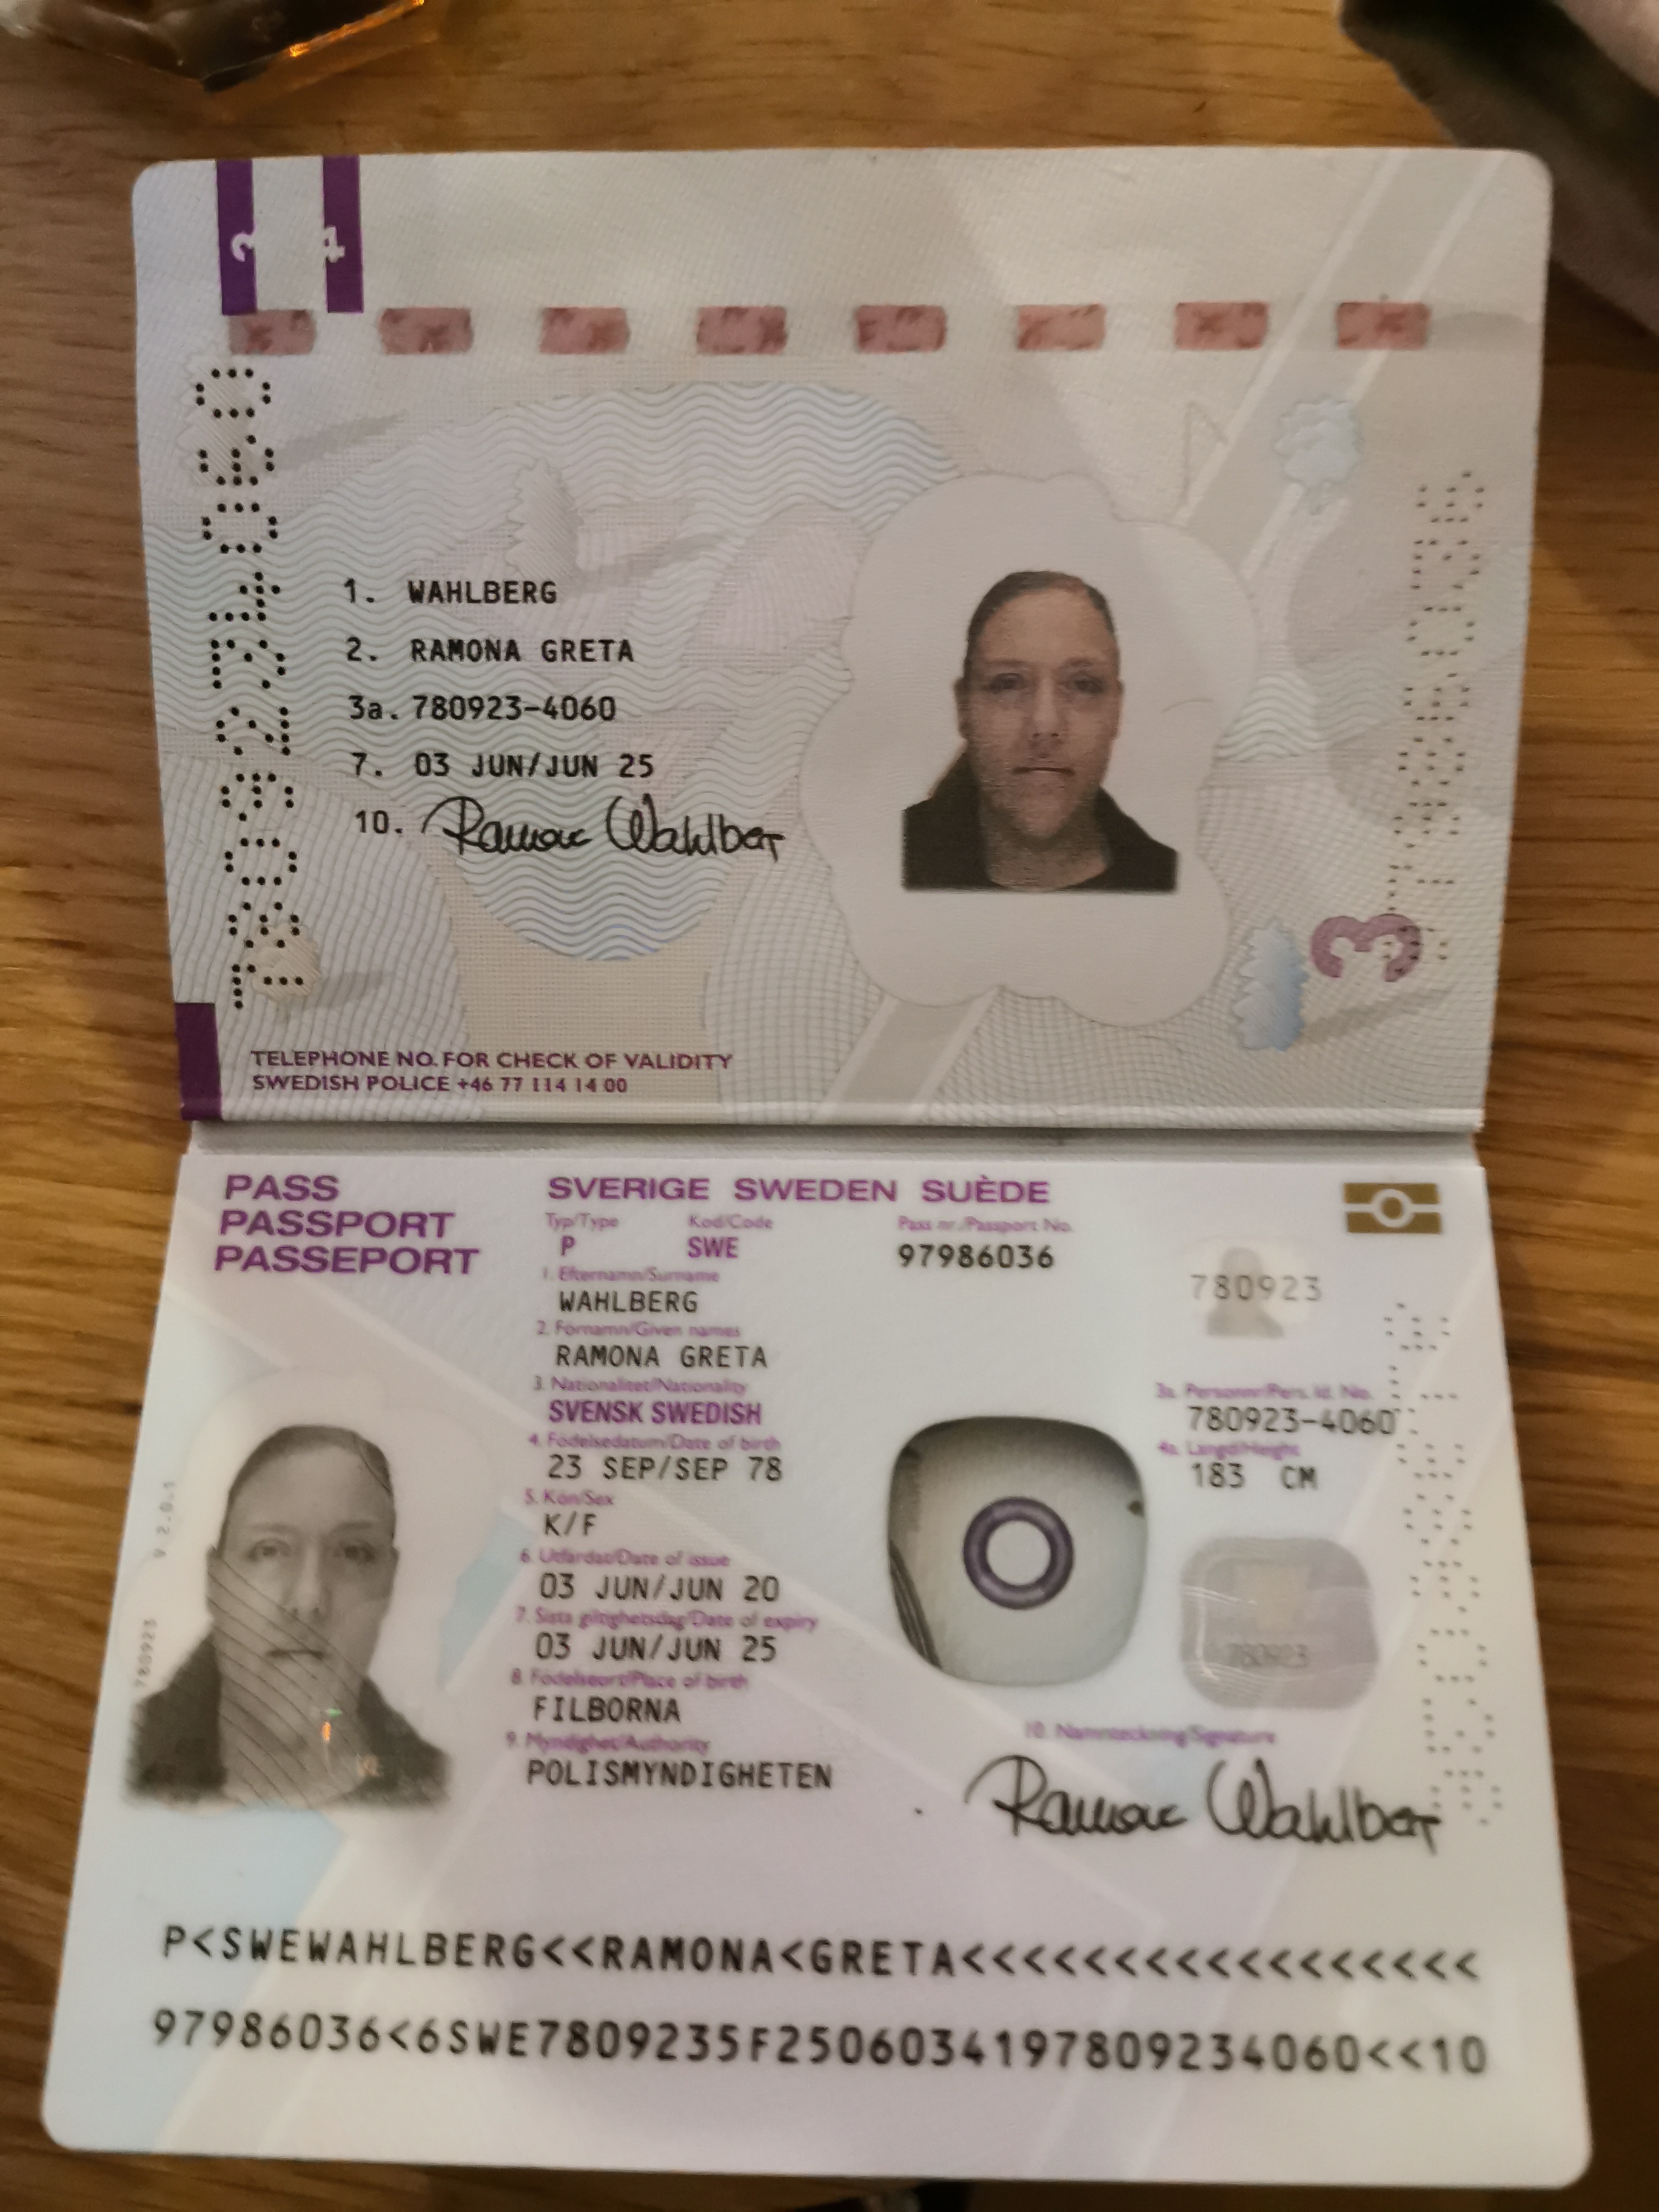 1. WAHLBERG
2. RAMONA GRETA
3a. 780923-4060
7. 03 JUN/JUN 25
10. Ramona Wahlberg
3
TELEPHONE NO. FOR CHECK OF VALIDITY
SWEDISH POLICE +46 77 114 14 00
PASS
PASSPORT
PASSEPORT
SVERIGE SWEDEN SUÈDE
Typ/Type Kod/Code Pass nr./Passport No.
P SWE 97986036
780923
1. Efternamn/Surname
WAHLBERG
2. Förnamn/Given names
RAMONA GRETA
3. Nationalitet/Nationality
SVENSK SWEDISH
3a. Personnr/Pers. Id. No.
780923-4060
4. Födelsedatum/Date of birth
23 SEP/SEP 78
4a. Längd/Height
183 CM
5. Kön/Sex
K/F
6. Utfärdat/Date of issue
03 JUN/JUN 20
7. Sista giltighetsdag/Date of expiry
03 JUN/JUN 25
8. Födelseort/Place of birth
FILBORNA
9. Myndighet/Authority
POLISMYNDIGHETEN
780923
780923
10. Namnteckning/Signature
Ramona Wahlberg
P<SWEWAHLBERG<<RAMONA<GRETA<<<<<<<<<<<<<<<<<
97986036<6SWE7809235F2506034197809234060<<10